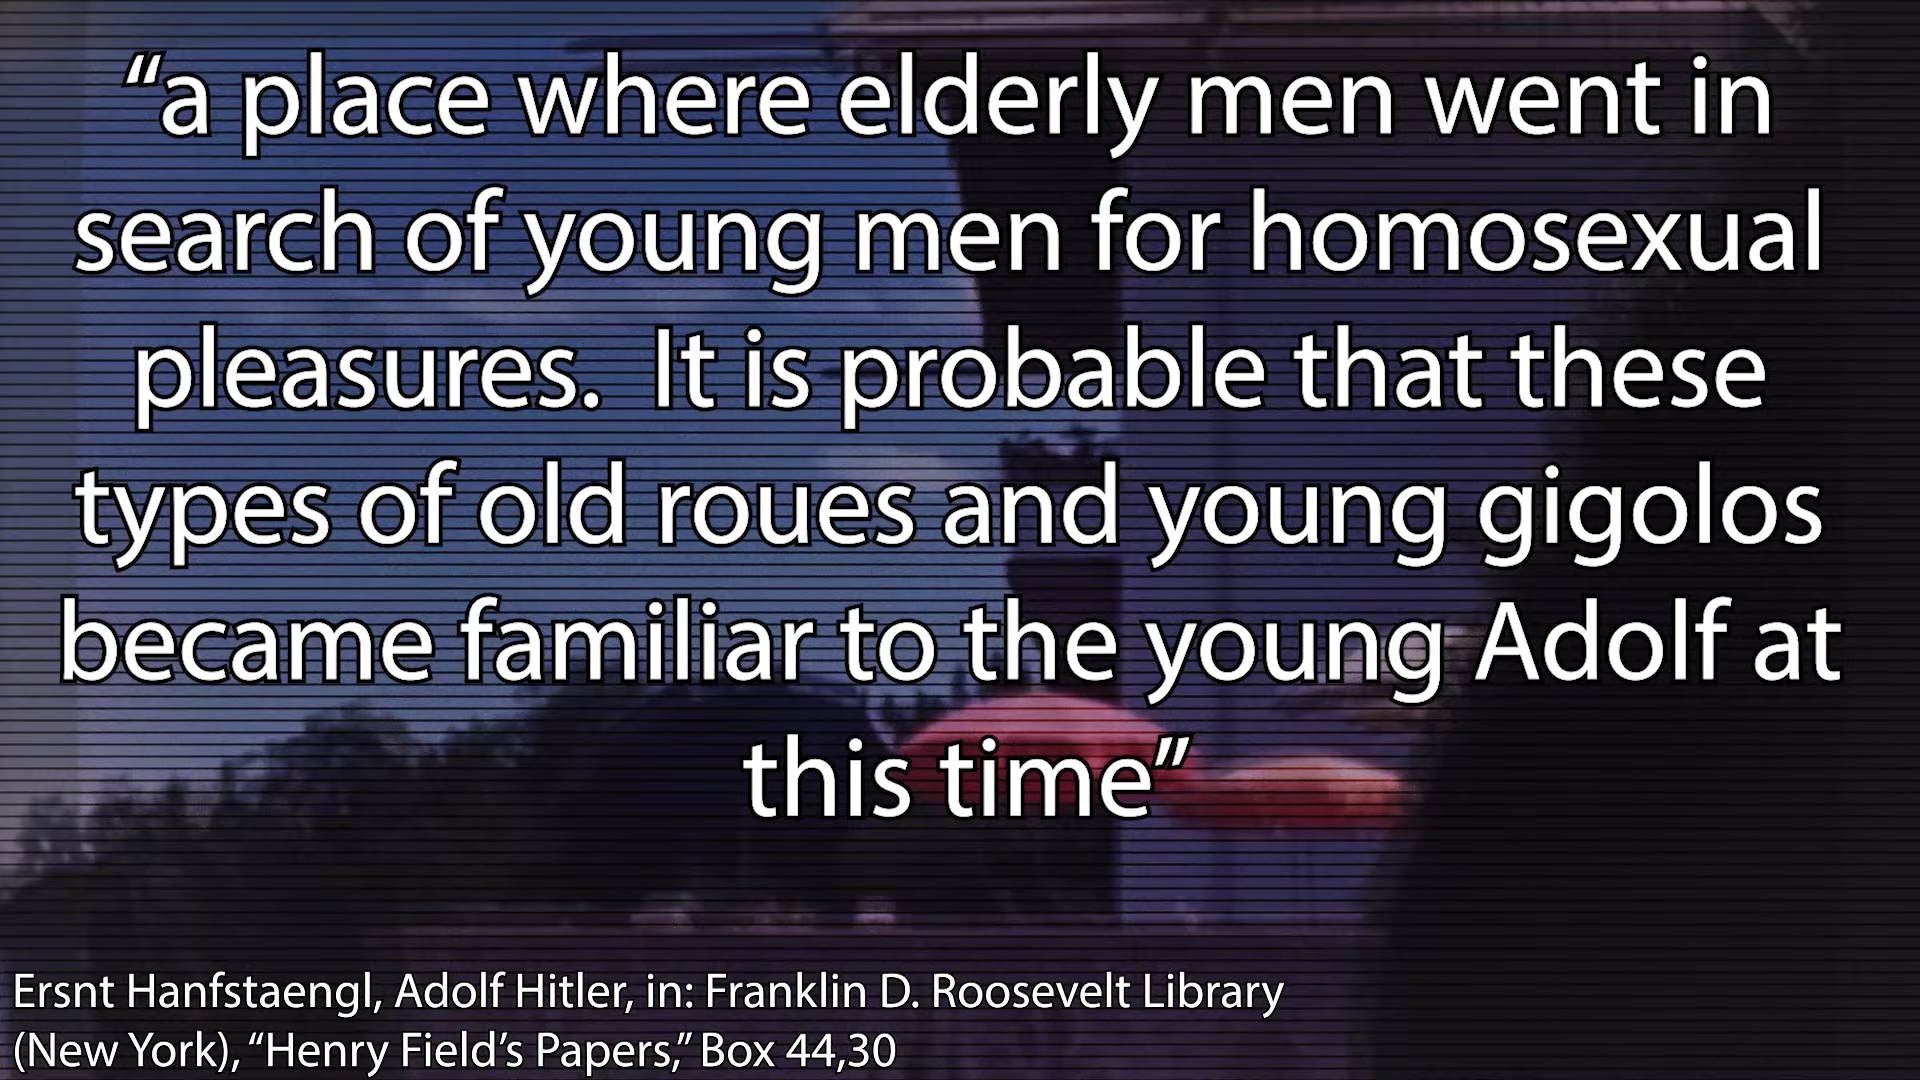 “a place where elderly men went in
search of young men for homosexual
pleasures.  It is probable that these
types of old roues and young gigolos
became familiar to the young Adolf at
this time”
Ersnt Hanfstaengl, Adolf Hitler, in: Franklin D. Roosevelt Library
(New York), “Henry Field’s Papers,” Box 44,30